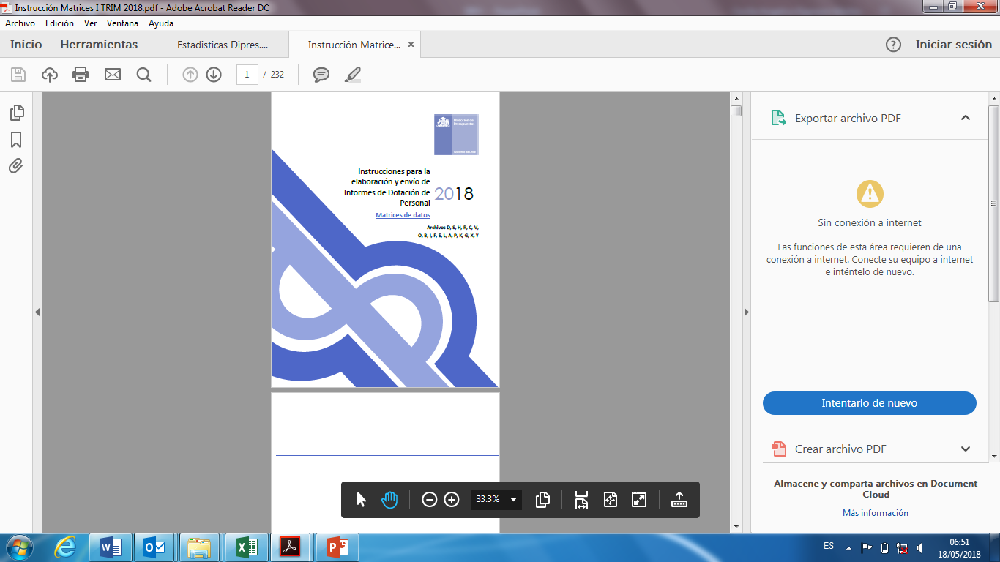 Instrucción Matrices I TRIM 2018.pdf - Adobe Acrobat Reader DC
Archivo Edición Ver Ventana Ayuda
Inicio Herramientas Estadisticas Dipres.... Instrucción Matrice... × Iniciar sesión
1 / 232
Dirección de
Presupuestos
Gobierno de Chile
Instrucciones para la
elaboración y envío de
Informes de Dotación de
Personal
2018
Matrices de datos
Archivos D, S, H, R, C, V,
O, B, I, F, E, L, A, P, K, G, X, Y
Exportar archivo PDF
Sin conexión a internet
Las funciones de esta área requieren de una
conexión a internet. Conecte su equipo a internet
e inténtelo de nuevo.
Intentarlo de nuevo
Crear archivo PDF
Almacene y comparta archivos en Document
Cloud
Más información
33.3%
ES
06:51
18/05/2018